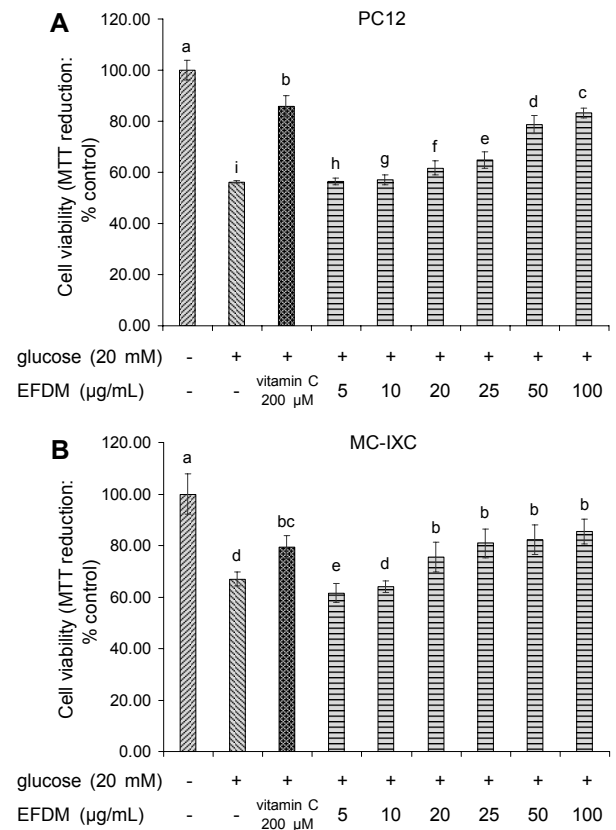 A
PC12
Cell viability (MTT reduction:
% control)
120.00
100.00
80.00
60.00
40.00
20.00
0.00
a
i
b
h
g
f
e
d
c
glucose (20 mM) - + + + + + + + +
EFDM (µg/mL) - - vitamin C 5 10 20 25 50 100
200 µM
B
MC-IXC
Cell viability (MTT reduction:
% control)
120.00
100.00
80.00
60.00
40.00
20.00
0.00
a
d
bc
e
d
b
b
b
b
glucose (20 mM) - + + + + + + + +
EFDM (µg/mL) - - vitamin C 5 10 20 25 50 100
200 µM